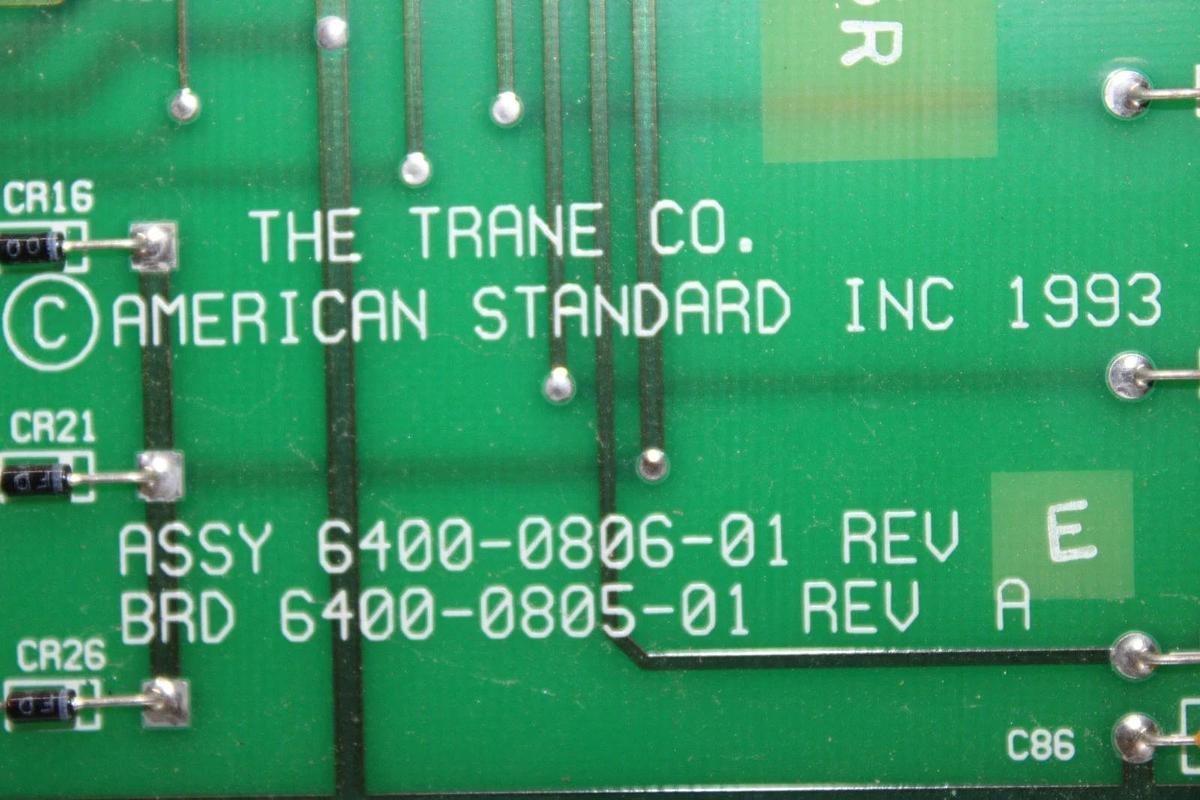 CR16
THE TRANE CO.
© AMERICAN STANDARD INC 1993
CR21
ASSY 6400-0806-01 REV E
BRD 6400-0805-01 REV A
CR26
C86